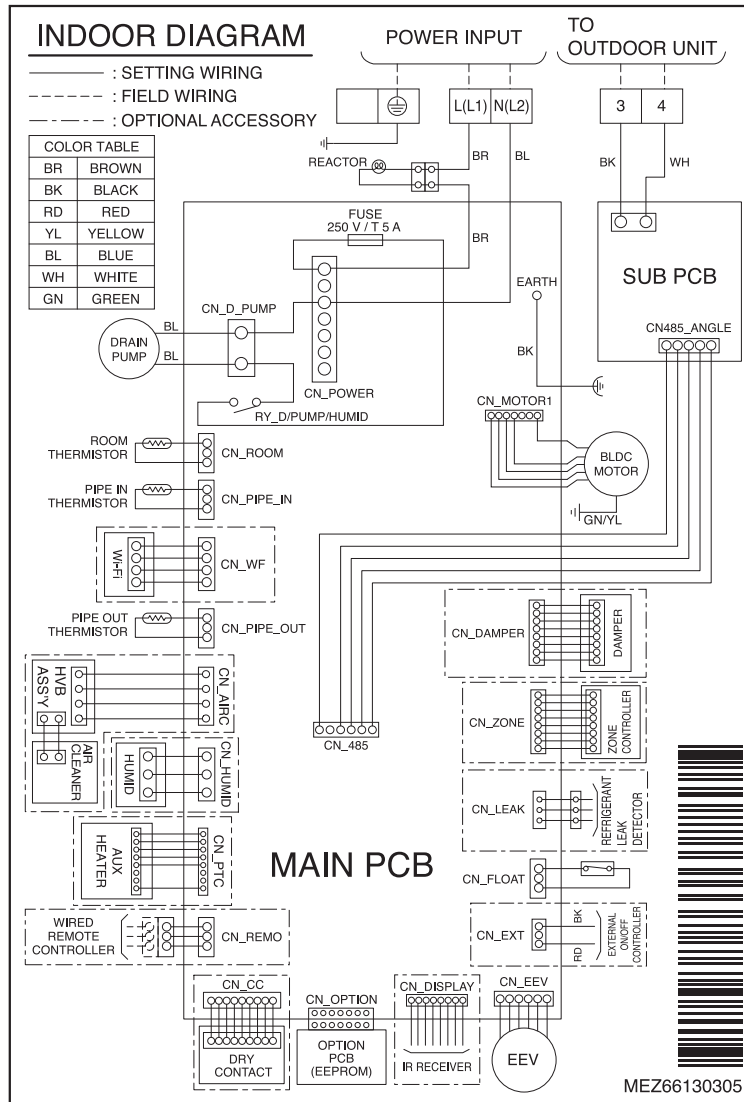 INDOOR DIAGRAM
: SETTING WIRING
: FIELD WIRING
: OPTIONAL ACCESSORY
COLOR TABLE
BR BROWN
BK BLACK
RD RED
YL YELLOW
BL BLUE
WH WHITE
GN GREEN
POWER INPUT
TO
OUTDOOR UNIT
L(L1) N(L2)
3 4
REACTOR
BR
BL
BK
WH
FUSE
250 V / T 5 A
BR
SUB PCB
CN485_ANGLE
EARTH
BK
CN_D_PUMP
BL
BL
DRAIN
PUMP
CN_POWER
RY_D/PUMP/HUMID
CN_MOTOR1
BLDC
MOTOR
GN/YL
ROOM
THERMISTOR
CN_ROOM
PIPE IN
THERMISTOR
CN_PIPE_IN
Wi-Fi
CN_WF
PIPE OUT
THERMISTOR
CN_PIPE_OUT
HVB
ASS'Y
CN_AIRC
AIR
CLEANER
HUMID
CN_HUMID
AUX
HEATER
CN_PTC
WIRED
REMOTE
CONTROLLER
CN_REMO
CN_485
MAIN PCB
CN_DAMPER
DAMPER
CN_ZONE
ZONE
CONTROLLER
CN_LEAK
REFRIGERANT
LEAK
DETECTOR
CN_FLOAT
CN_EXT
BK
RD
EXTERNAL
ON/OFF
CONTROLLER
CN_CC
DRY
CONTACT
CN_OPTION
OPTION
PCB
(EEPROM)
CN_DISPLAY
IR RECEIVER
CN_EEV
EEV
MEZ66130305